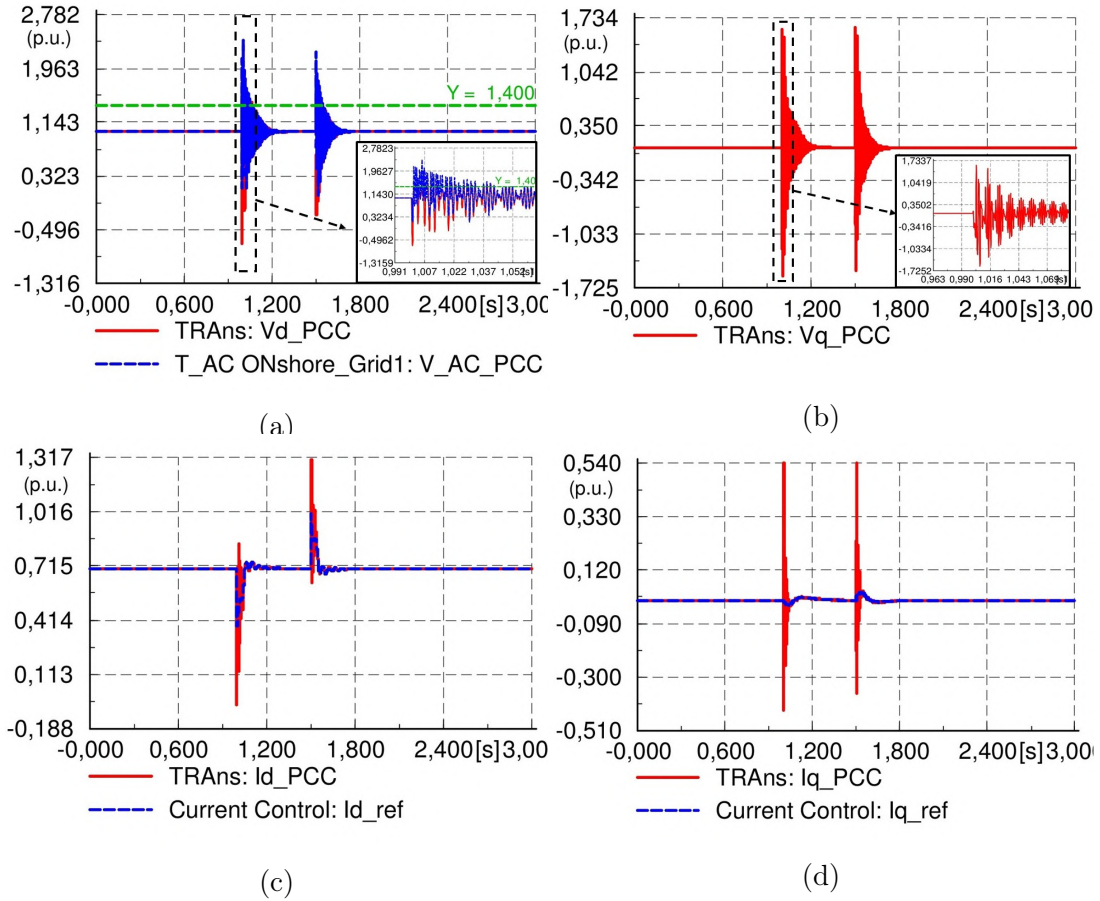 2,782
(p.u.)
1,963
Y = 1,400
1,143
0,323
-0,496
-1,316
-0,000 0,600 1,200 1,800 2,400 [s] 3,00
2,7823
1,9627
Y = 1,40
1,1430
0,3234
-0,4962
-1,3159
0,991 1,007 1,022 1,037 1,052 [s]
TRAns: Vd_PCC
T_AC ONshore_Grid1: V_AC_PCC
(a)
1,734
(p.u.)
1,042
0,350
-0,342
-1,033
-1,725
-0,000 0,600 1,200 1,800 2,400 [s] 3,00
1,7337
1,0419
0,3502
-0,3416
-1,0334
-1,7252
0,963 0,990 1,016 1,043 1,069 [s]
TRAns: Vq_PCC
(b)
1,317
(p.u.)
1,016
0,715
0,414
0,113
-0,188
-0,000 0,600 1,200 1,800 2,400 [s] 3,00
TRAns: Id_PCC
Current Control: Id_ref
(c)
0,540
(p.u.)
0,330
0,120
-0,090
-0,300
-0,510
-0,000 0,600 1,200 1,800 2,400 [s] 3,00
TRAns: Iq_PCC
Current Control: Iq_ref
(d)